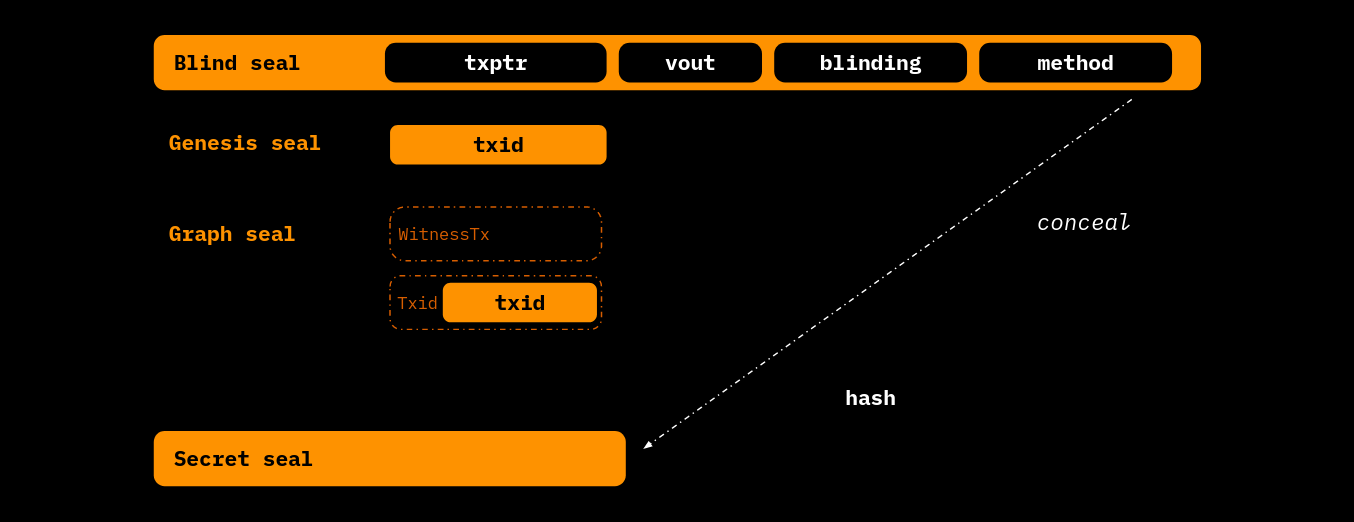 Blind seal txptr vout blinding method
Genesis seal txid
conceal
Graph seal WitnessTx
Txid txid
hash
Secret seal